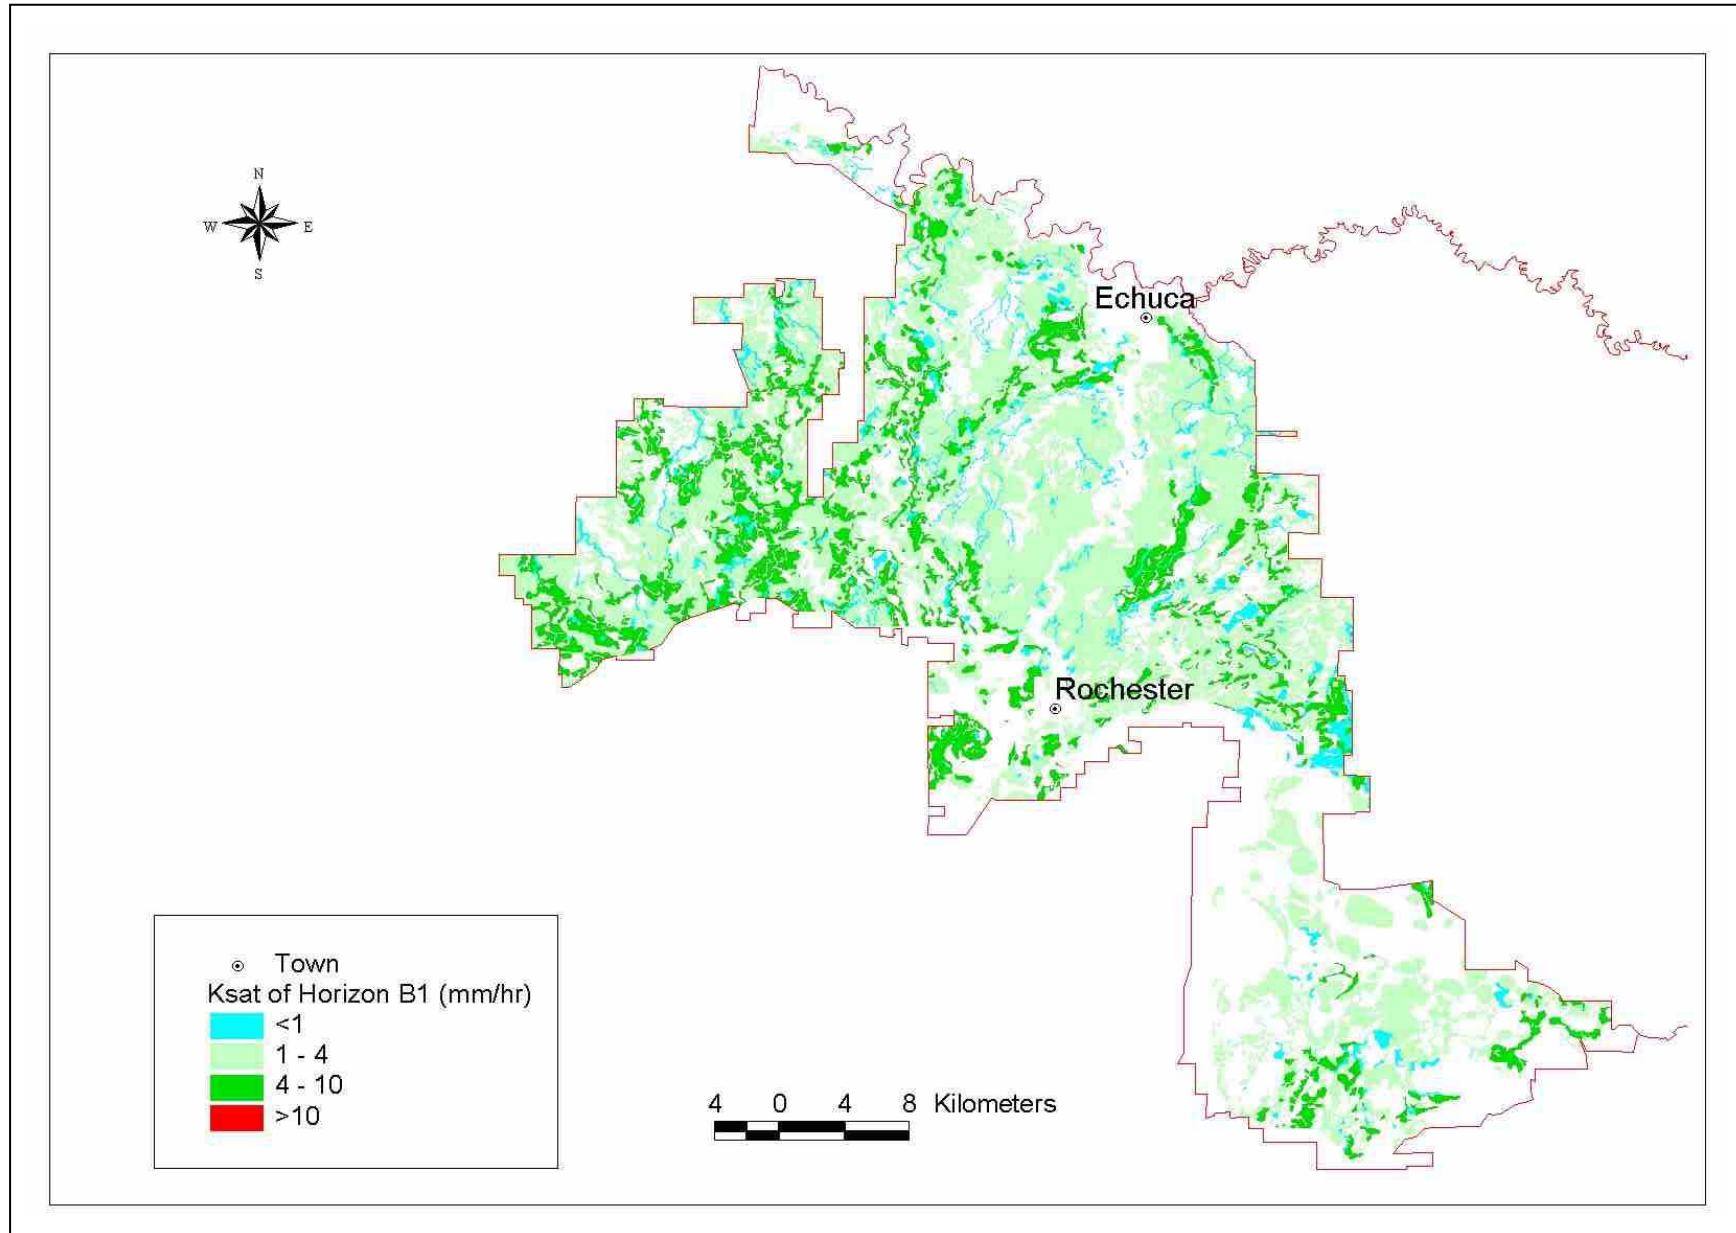 N
W E
S
Echuca
Rochester
Town
Ksat of Horizon B1 (mm/hr)
<1
1 - 4
4 - 10
>10
4 0 4 8 Kilometers